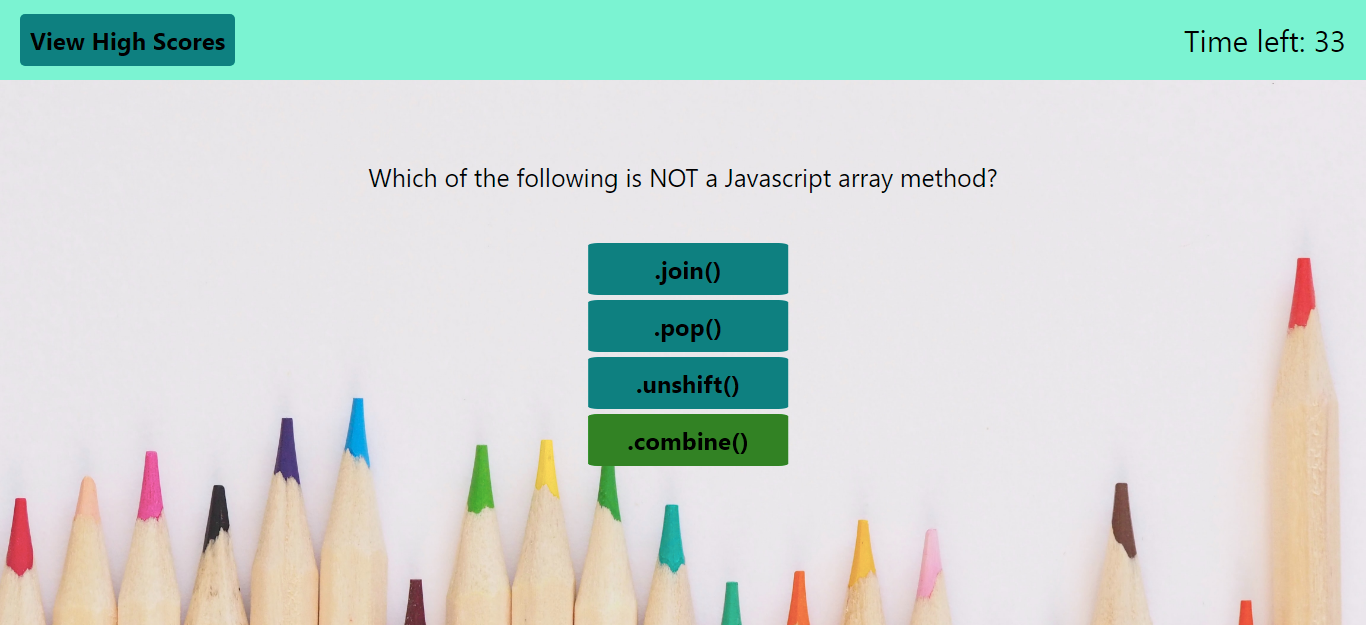 View High Scores
Time left: 33
Which of the following is NOT a Javascript array method?
.join()
.pop()
.unshift()
.combine()